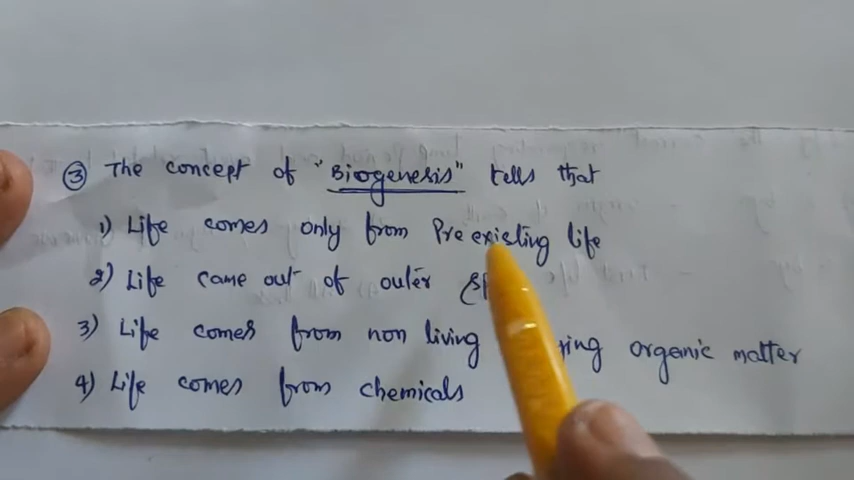 ③ The concept of "Biogenesis" tells that
1) Life comes only from Pre existing life
2) Life came out of outer
3) Life comes from non living organic matter
4) Life comes from chemicals